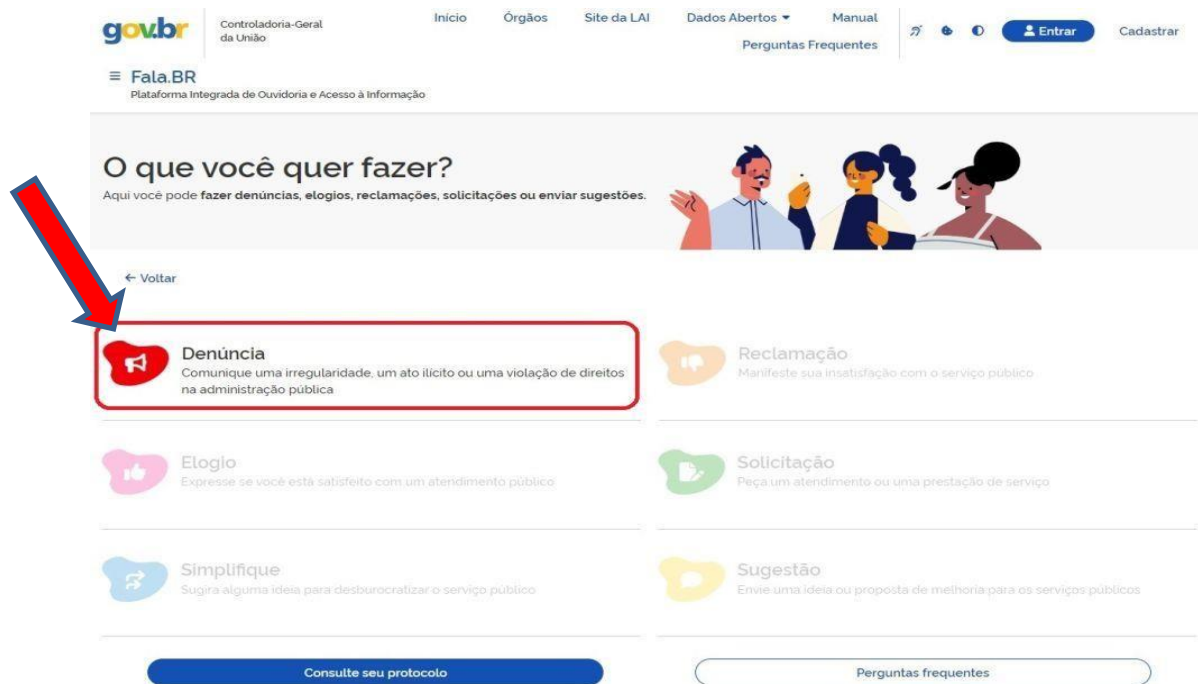 gov.br
Controladoria-Geral
da União
Início Órgãos Site da LAI Dados Abertos Manual
Perguntas Frequentes
Entrar
Cadastrar
Fala.BR
Plataforma Integrada de Ouvidoria e Acesso à Informação
O que você quer fazer?
Aqui você pode fazer denúncias, elogios, reclamações, solicitações ou enviar sugestões.
← Voltar
Denúncia
Comunique uma irregularidade, um ato ilícito ou uma violação de direitos
na administração pública
Reclamação
Manifeste sua insatisfação com o serviço público
Elogio
Expresse se você está satisfeito com um atendimento público
Solicitação
Peça um atendimento ou uma prestação de serviço
Simplifique
Sugira alguma ideia para desburocratizar o serviço público
Sugestão
Envie uma ideia ou proposta de melhoria para os serviços públicos
Consulte seu protocolo
Perguntas frequentes